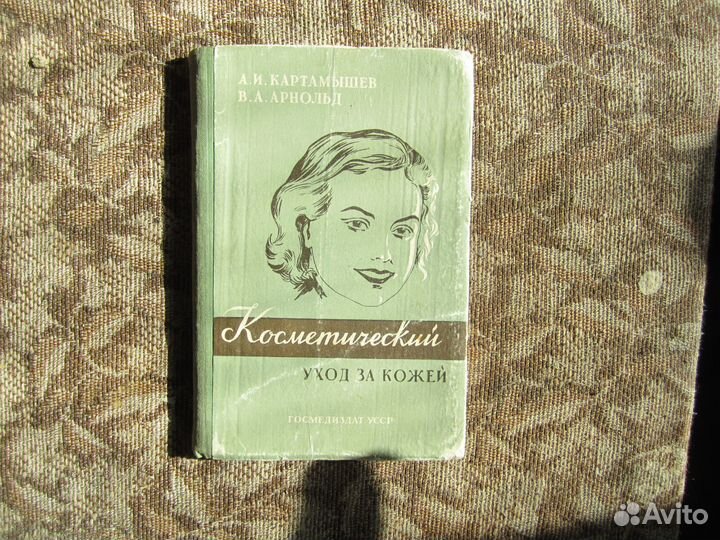 А.И. КАРТАМЫШЕВ
В.А. АРНОЛЬД
Косметический
УХОД ЗА КОЖЕЙ
ГОСМЕДИЗДАТ УССР
Avito